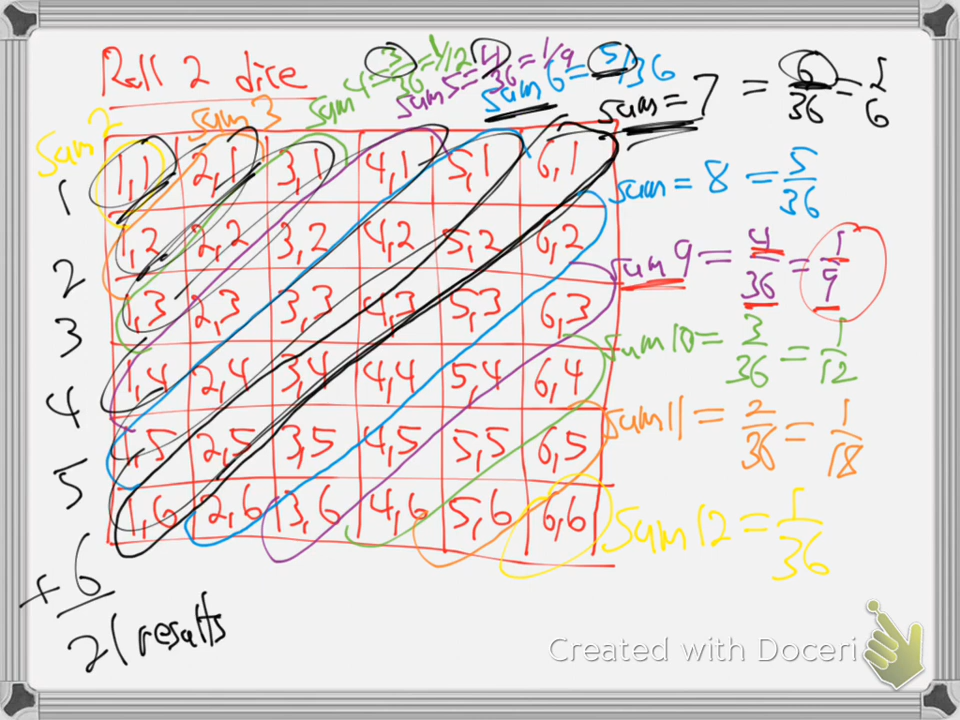 Roll 2 dice
sum 4 = 3/36 = 1/12
sum 5 = 4/36 = 1/9
sum 6 = 5/36
sum = 7 = 6/36 = 1/6
sum 2
sum 3
1 1,1 2,1 3,1 4,1 5,1 6,1
sum = 8 = 5/36
2 1,2 2,2 3,2 4,2 5,2 6,2
sum 9 = 4/36 = 1/9
3 1,3 2,3 3,3 4,3 5,3 6,3
sum 10 = 3/36 = 1/12
4 1,4 2,4 3,4 4,4 5,4 6,4
sum 11 = 2/36 = 1/18
5 1,5 2,5 3,5 4,5 5,5 6,5
1,6 2,6 3,6 4,6 5,6 6,6
sum 12 = 1/36
+ 6
21 results
Created with Doceri